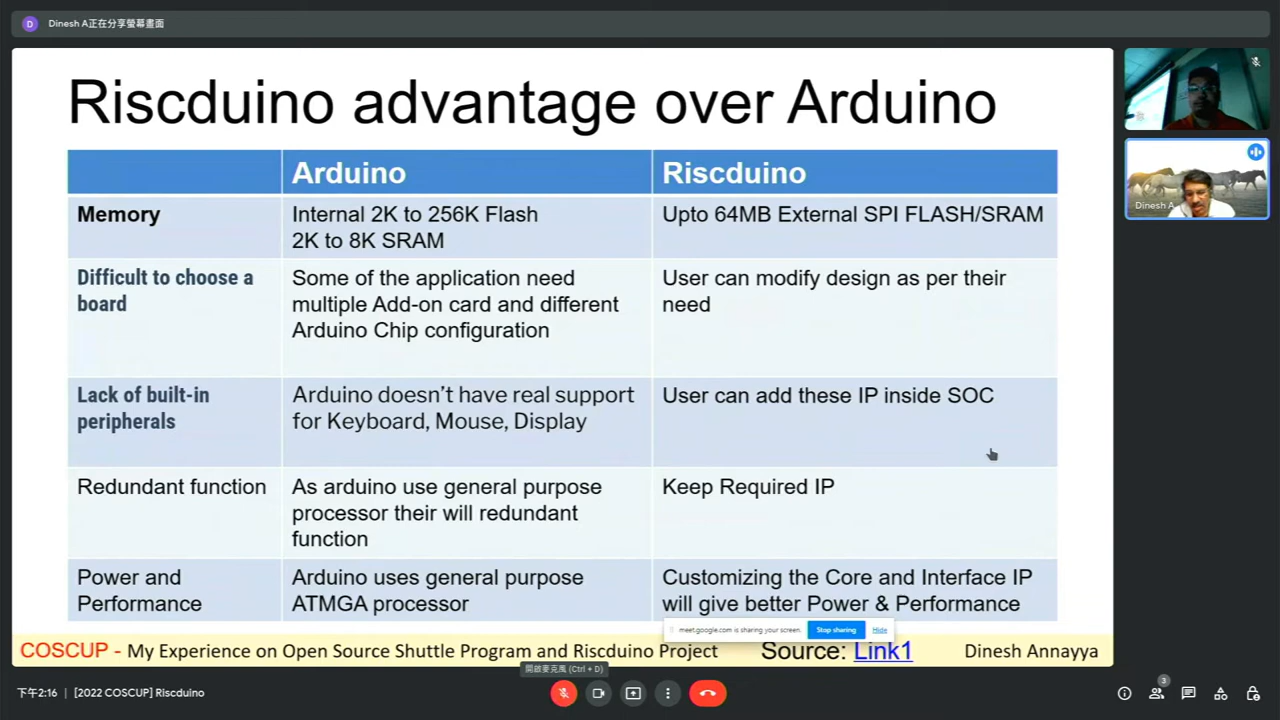 D
Dinesh A正在分享螢幕畫面
Riscduino advantage over Arduino
Arduino
Riscduino
Memory
Internal 2K to 256K Flash
2K to 8K SRAM
Upto 64MB External SPI FLASH/SRAM
Difficult to choose a
board
Some of the application need
multiple Add-on card and different
Arduino Chip configuration
User can modify design as per their
need
Lack of built-in
peripherals
Arduino doesn't have real support
for Keyboard, Mouse, Display
User can add these IP inside SOC
Redundant function
As arduino use general purpose
processor their will redundant
function
Keep Required IP
Power and
Performance
Arduino uses general purpose
ATMGA processor
Customizing the Core and Interface IP
will give better Power & Performance
meet.google.com is sharing your screen.
Stop sharing
Hide
COSCUP - My Experience on Open Source Shuttle Program and Riscduino Project
Source: Link1
Dinesh Annayya
Dinesh A
開啟麥克風 (Ctrl + D)
下午2:16 | [2022 COSCUP] Riscduino
3